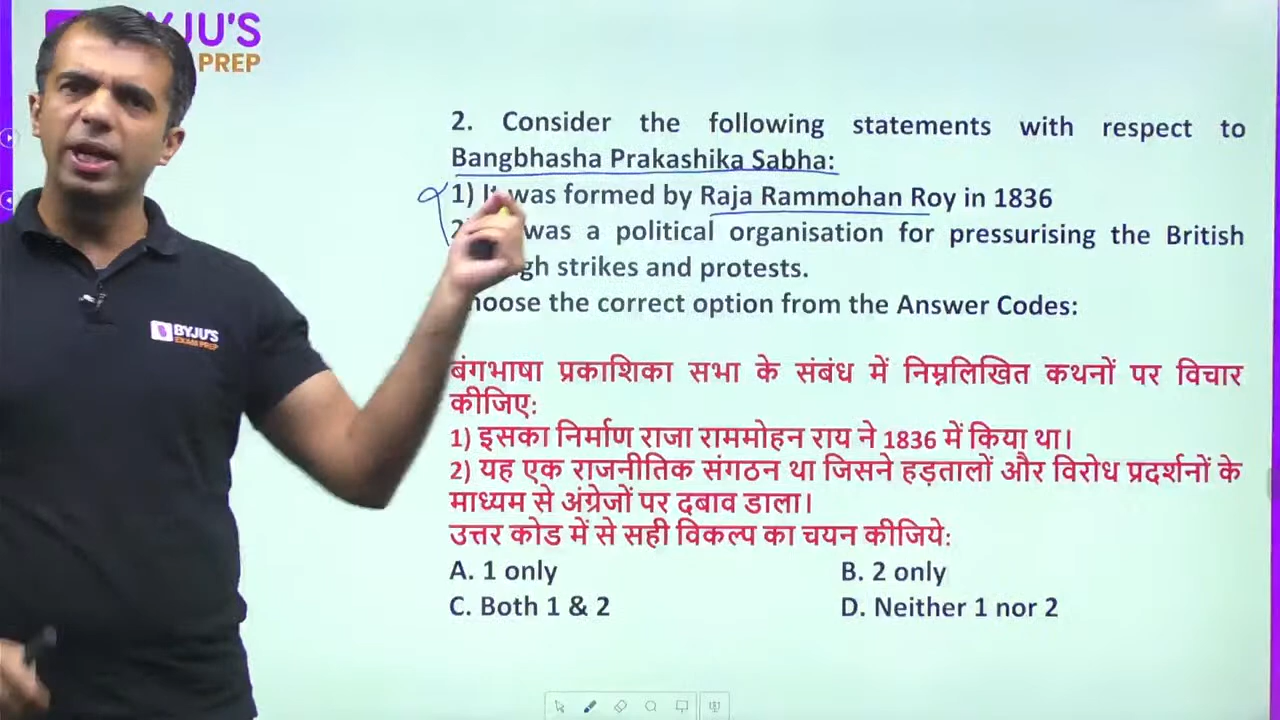 BYJU'S
PREP
2. Consider the following statements with respect to
Bangbhasha Prakashika Sabha:
1) It was formed by Raja Rammohan Roy in 1836
was a political organisation for pressurising the British
strikes and protests.
the correct option from the Answer Codes:
बंगभाषा प्रकाशिका सभा के संबंध में निम्नलिखित कथनों पर विचार
कीजिए:
1) इसका निर्माण राजा राममोहन राय ने 1836 में किया था।
2) यह एक राजनीतिक संगठन था जिसने हड़तालों और विरोध प्रदर्शनों के
माध्यम से अंग्रेजों पर दबाव डाला।
उत्तर कोड में से सही विकल्प का चयन कीजिये:
A. 1 only B. 2 only
C. Both 1 & 2 D. Neither 1 nor 2
BYJU'S
EXAM PREP